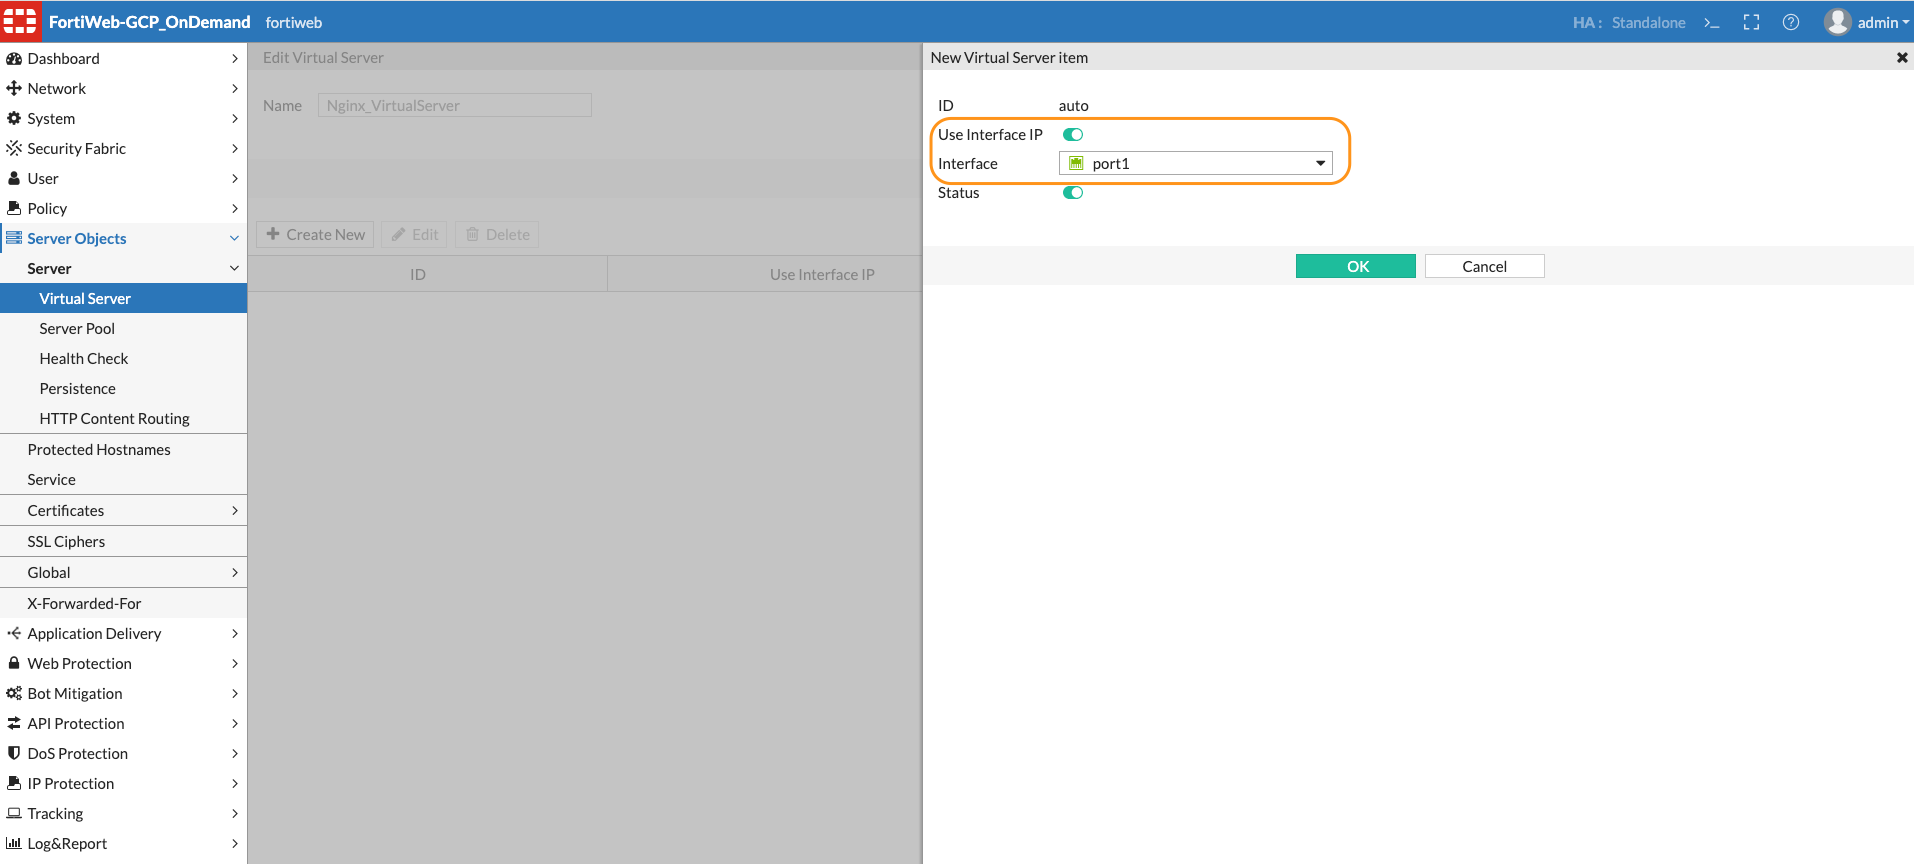 FortiWeb-GCP_OnDemand fortiweb HA : Standalone >_ admin
Dashboard
Network
System
Security Fabric
User
Policy
Server Objects
Server
Virtual Server
Server Pool
Health Check
Persistence
HTTP Content Routing
Protected Hostnames
Service
Certificates
SSL Ciphers
Global
X-Forwarded-For
Application Delivery
Web Protection
Bot Mitigation
API Protection
DoS Protection
IP Protection
Tracking
Log&Report
Edit Virtual Server
Name Nginx_VirtualServer
Create New Edit Delete
ID Use Interface IP
New Virtual Server item
ID auto
Use Interface IP
Interface port1
Status
OK Cancel